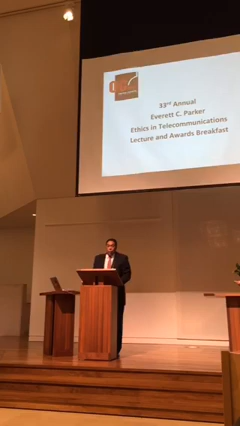 33rd Annual
Everett C. Parker
Ethics in Telecommunications
Lecture and Awards Breakfast